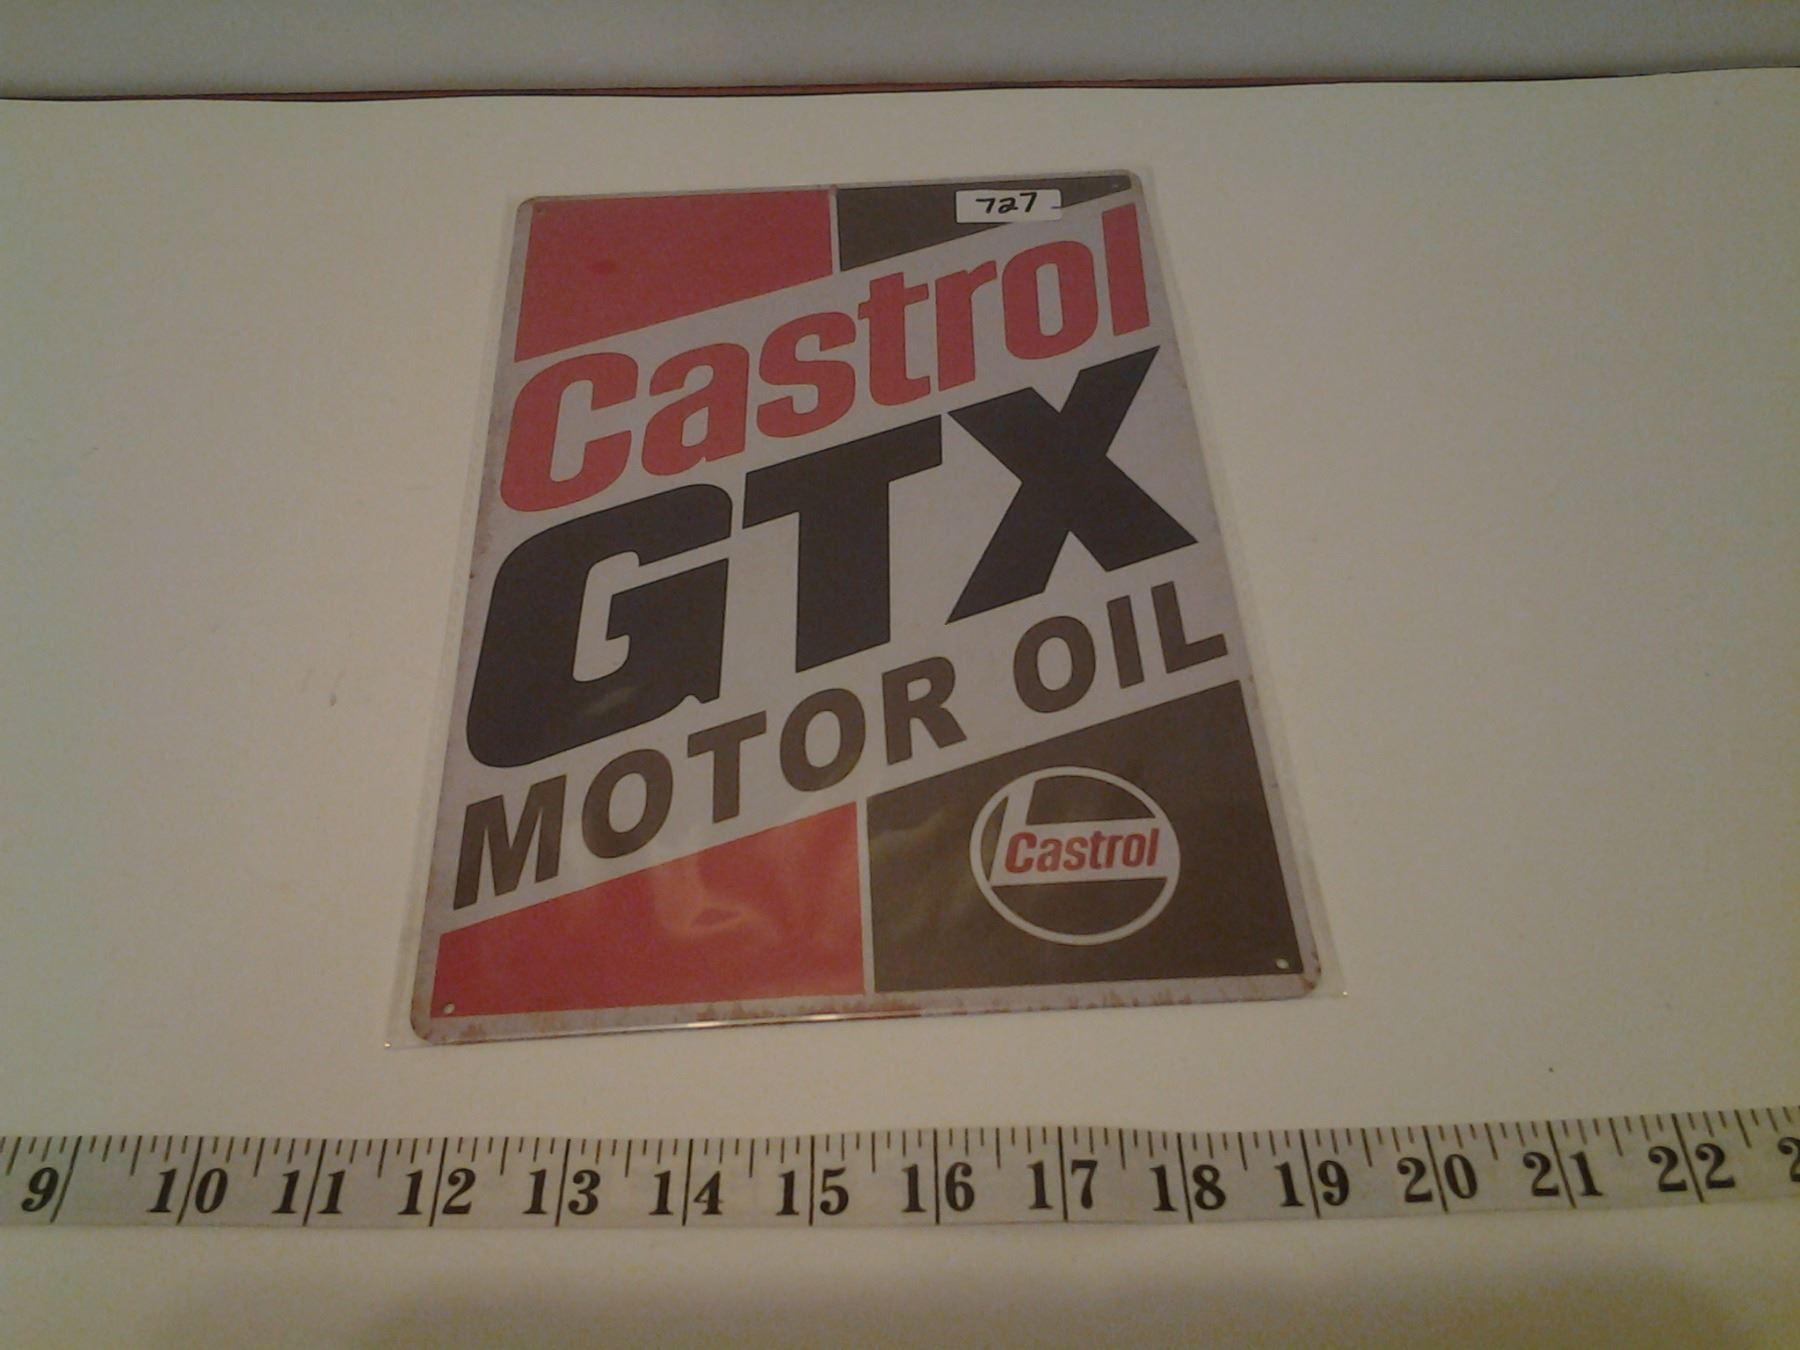 727
Castrol
GTX
MOTOR OIL
Castrol
9 10 11 12 13 14 15 16 17 18 19 20 21 22